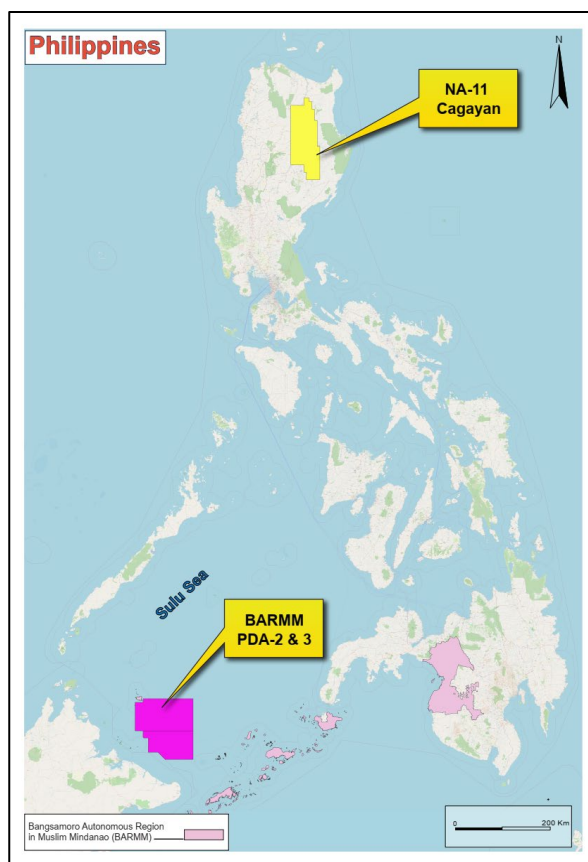 Philippines
N
NA-11
Cagayan
Sulu Sea
BARMM
PDA-2 & 3
Bangsamoro Autonomous Region
in Muslim Mindanao (BARMM)
0 200 Km